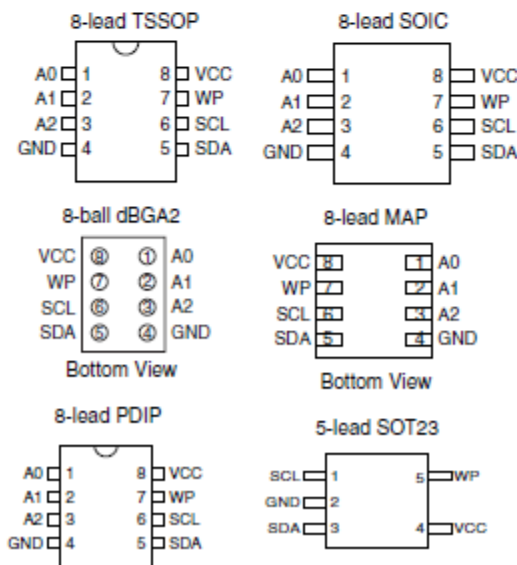 8-lead TSSOP
A0 1 8 VCC
A1 2 7 WP
A2 3 6 SCL
GND 4 5 SDA
8-lead SOIC
A0 1 8 VCC
A1 2 7 WP
A2 3 6 SCL
GND 4 5 SDA
8-ball dBGA2
VCC 8 1 A0
WP 7 2 A1
SCL 6 3 A2
SDA 5 4 GND
Bottom View
8-lead MAP
VCC 8 1 A0
WP 7 2 A1
SCL 6 3 A2
SDA 5 4 GND
Bottom View
8-lead PDIP
A0 1 8 VCC
A1 2 7 WP
A2 3 6 SCL
GND 4 5 SDA
5-lead SOT23
SCL 1 5 WP
GND 2
SDA 3 4 VCC